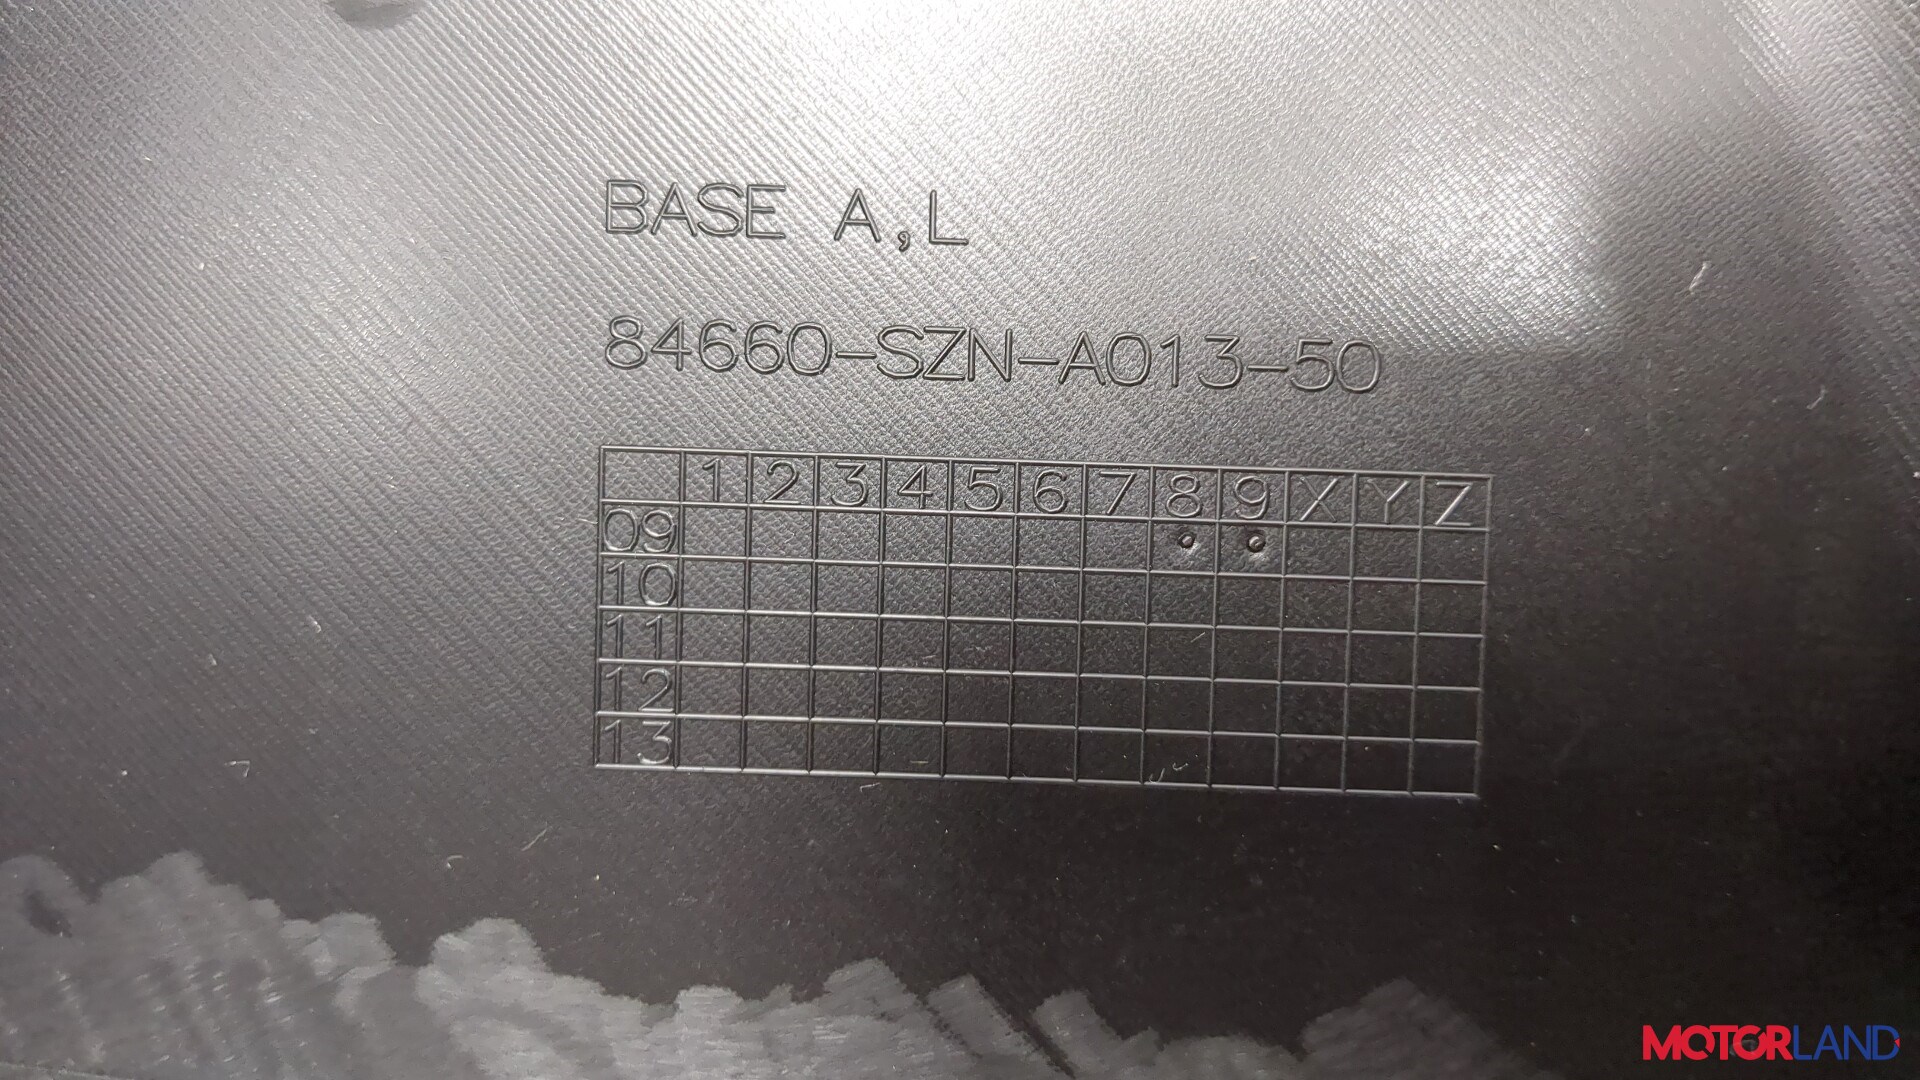 BASE A,L
84660-SZN-A013-50
1 2 3 4 5 6 7 8 9 X Y Z
09
10
11
12
13
MOTORLAND